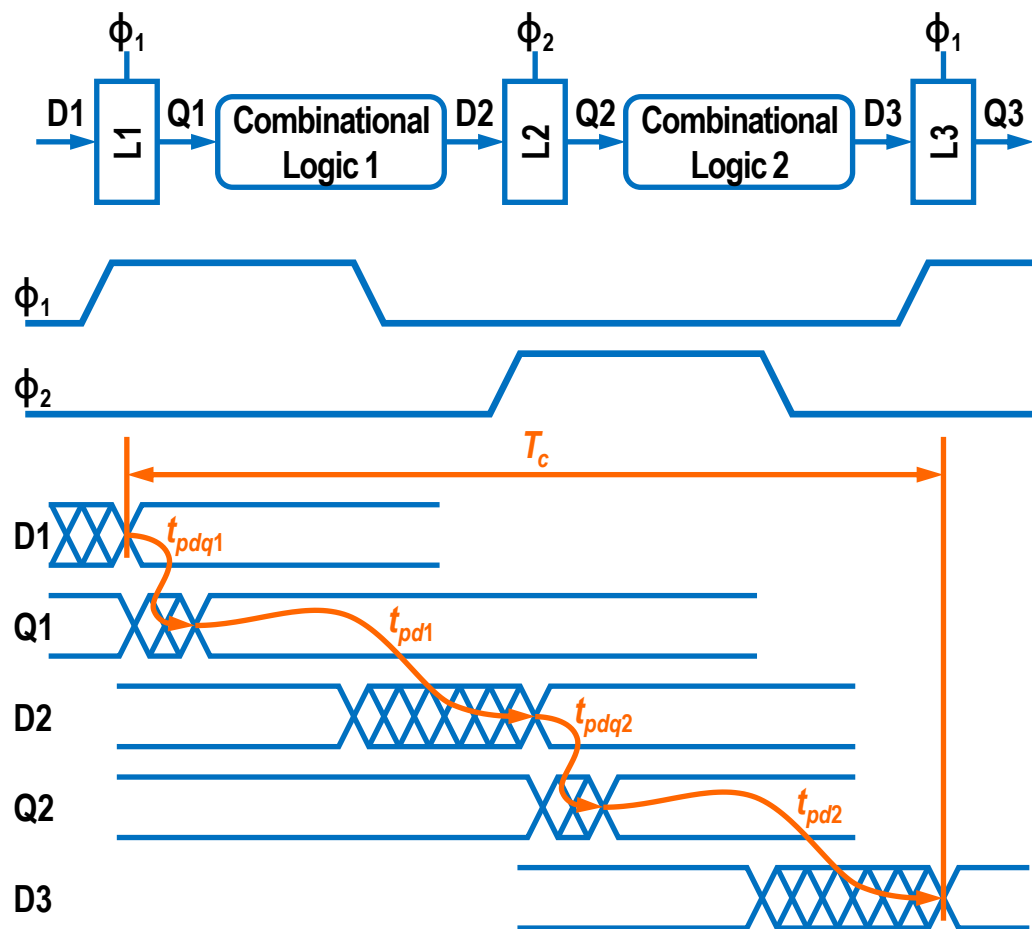 ϕ1 ϕ2 ϕ1
D1 L1 Q1 Combinational Logic 1 D2 L2 Q2 Combinational Logic 2 D3 L3 Q3
ϕ1
ϕ2
Tc
D1
tpdq1
Q1
tpd1
D2
tpdq2
Q2
tpd2
D3